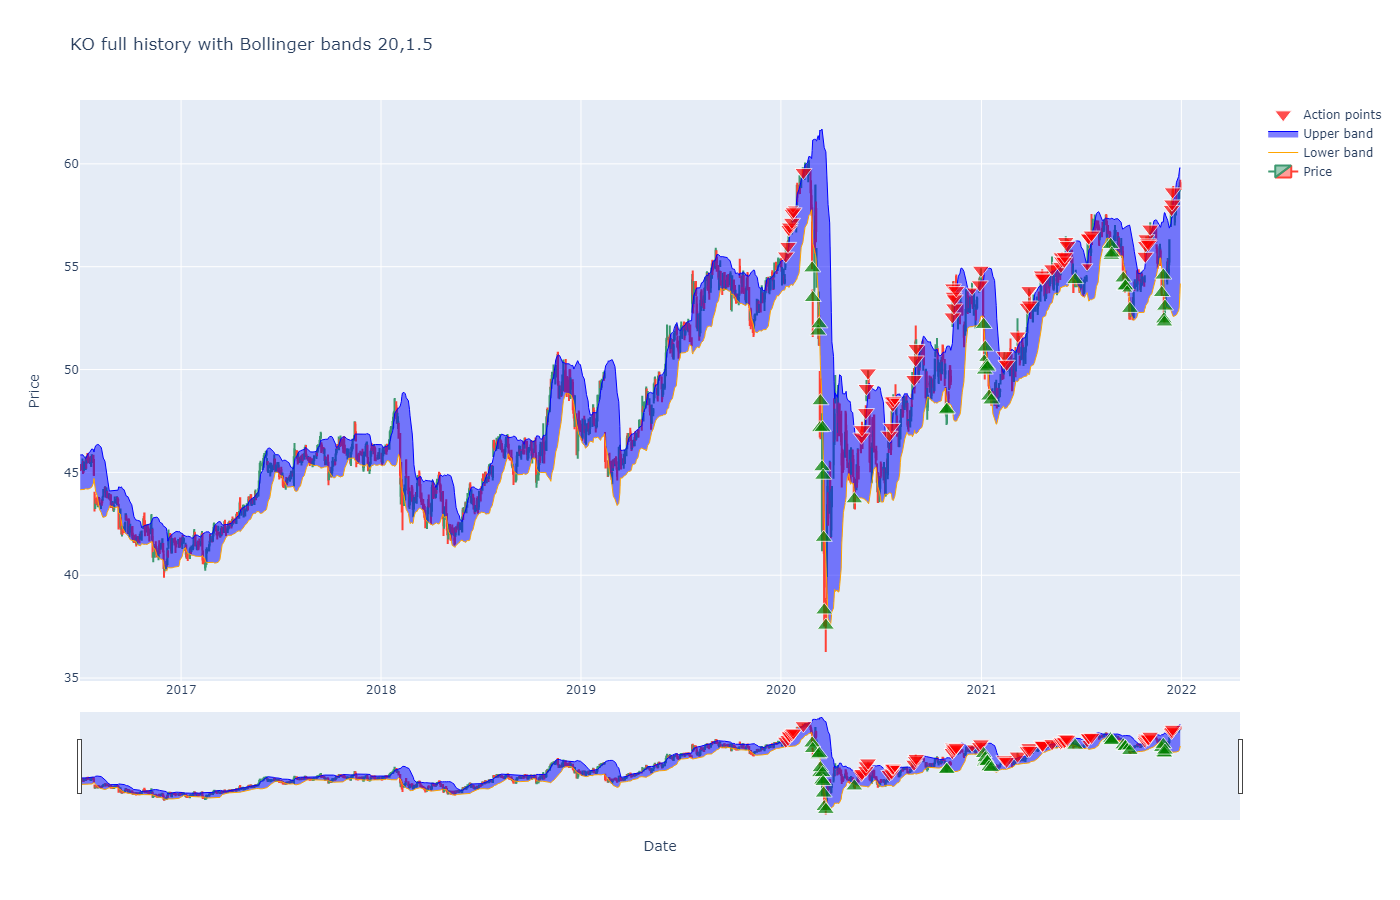 KO full history with Bollinger bands 20,1.5
Action points
Upper band
Lower band
Price
60
55
50
45
40
35
Price
2017
2018
2019
2020
2021
2022
Date